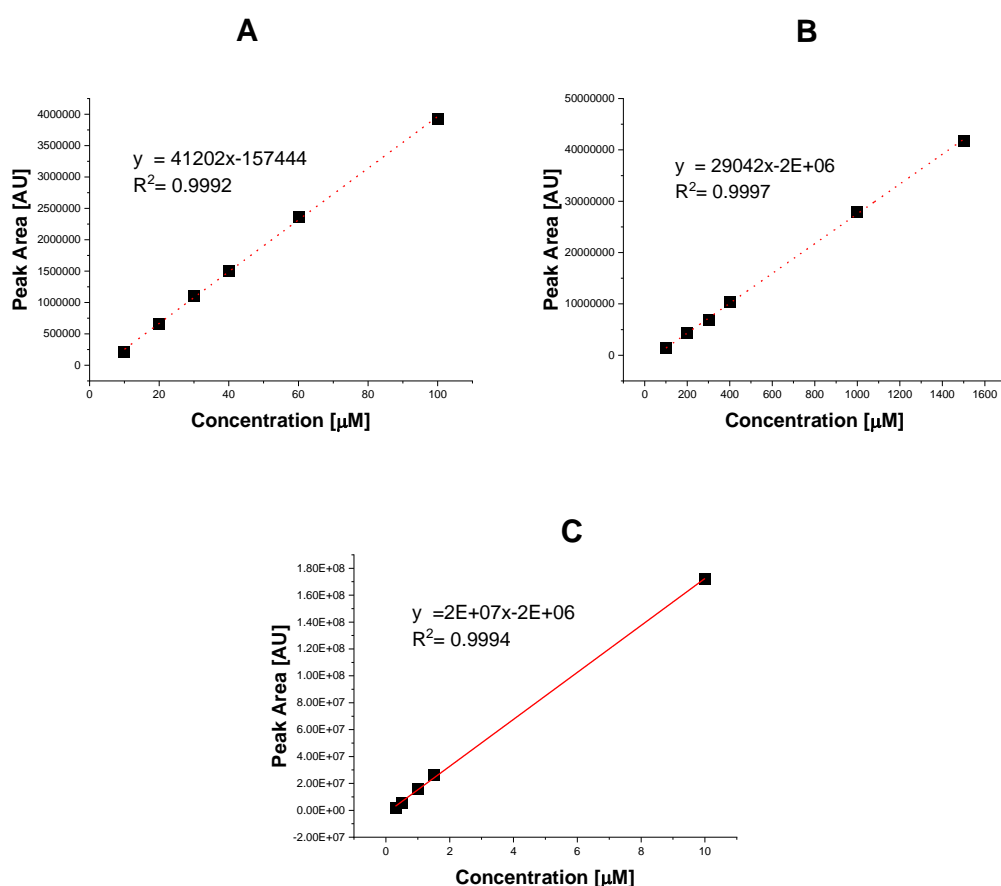 A
4000000
3500000
3000000
2500000
2000000
1500000
1000000
500000
0
Peak Area [AU]
y = 41202x-157444
R²= 0.9992
0 20 40 60 80 100
Concentration [μM]
B
50000000
40000000
30000000
20000000
10000000
0
Peak Area [AU]
y = 29042x-2E+06
R²= 0.9997
0 200 400 600 800 1000 1200 1400 1600
Concentration [μM]
C
1.80E+08
1.60E+08
1.40E+08
1.20E+08
1.00E+08
8.00E+07
6.00E+07
4.00E+07
2.00E+07
0.00E+00
-2.00E+07
Peak Area [AU]
y =2E+07x-2E+06
R²= 0.9994
0 2 4 6 8 10
Concentration [μM]